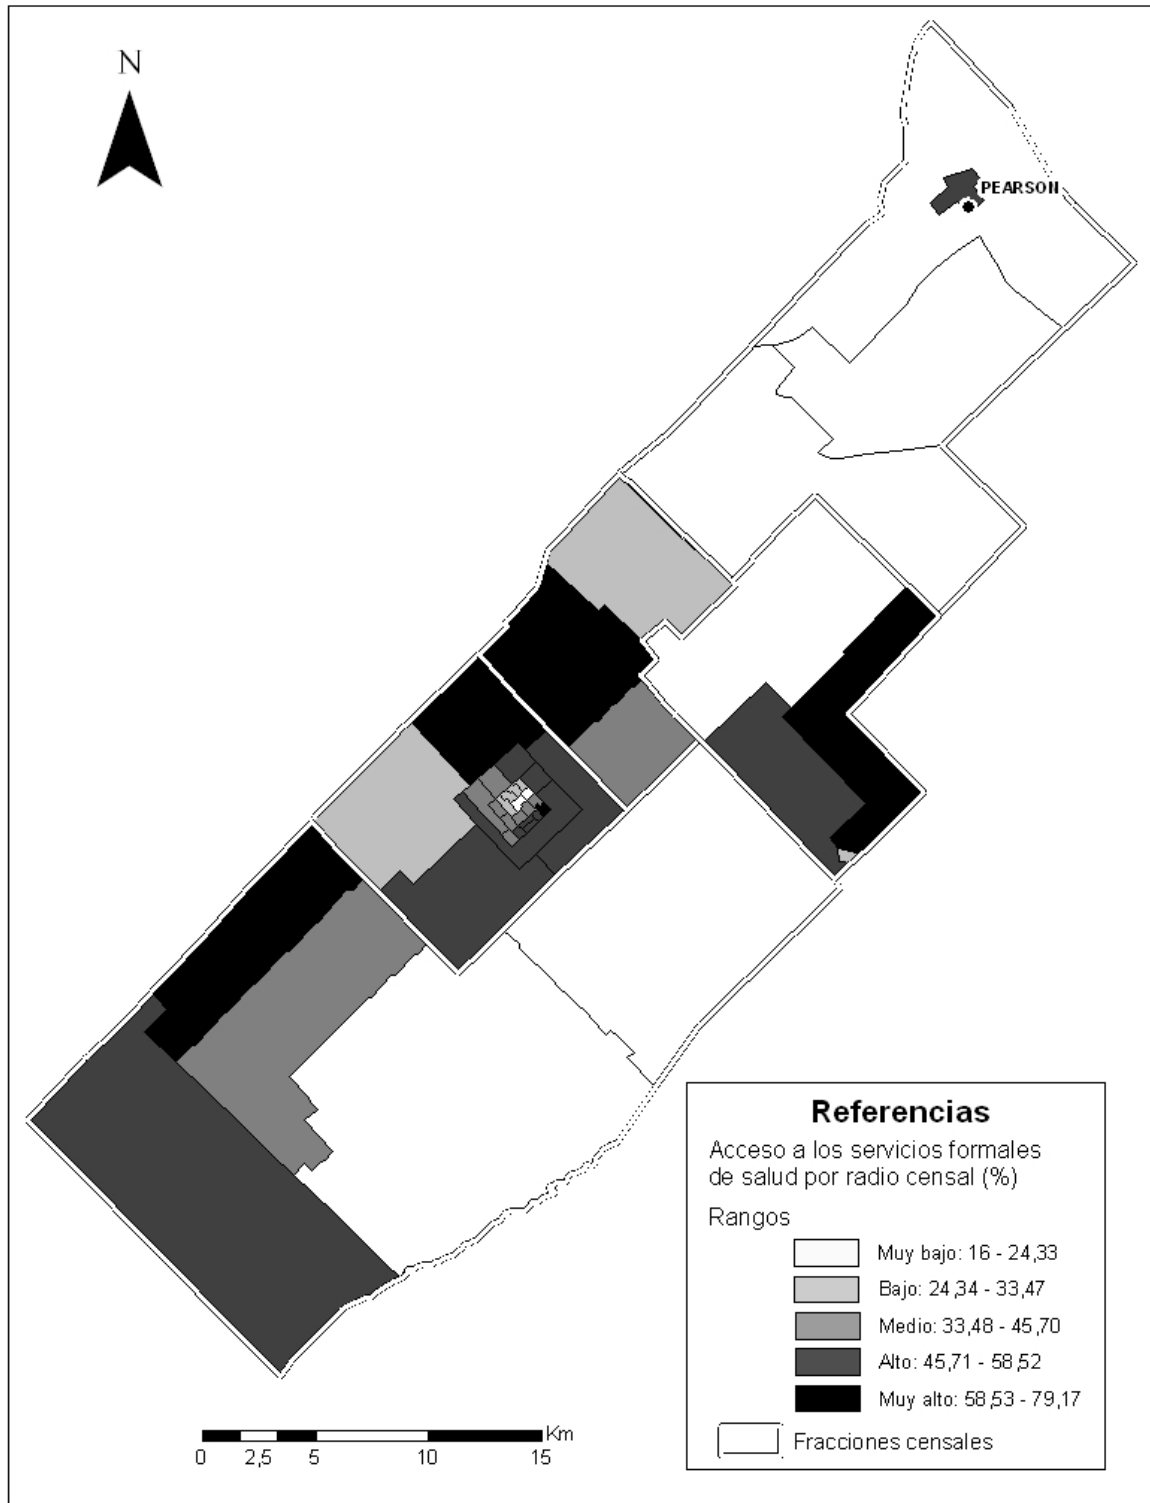 N
PEARSON
Referencias
Acceso a los servicios formales
de salud por radio censal (%)
Rangos
Muy bajo: 16 - 24,33
Bajo: 24,34 - 33,47
Medio: 33,48 - 45,70
Alto: 45,71 - 58,52
Muy alto: 58,53 - 79,17
Fracciones censales
Km
0 2,5 5 10 15